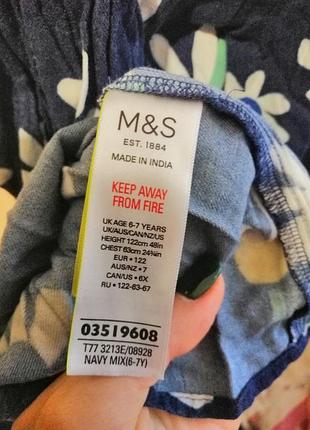 M&S
EST. 1884
MADE IN INDIA
KEEP AWAY
FROM FIRE
UK AGE 6-7 YEARS
UK/AUS/CAN/NZ/US
HEIGHT 122cm 48in
CHEST 63cm 24¾in
EUR • 122
AUS/NZ • 7
CAN/US • 6X
RU • 122-63-67
03519608
T77 3213E/08928
NAVY MIX(6-7Y)